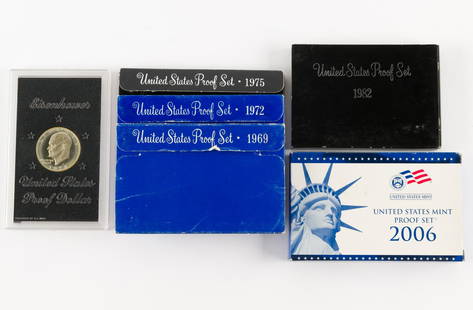 Eisenhower
United States
Proof Dollar
United States Proof Set • 1975
United States Proof Set • 1972
United States Proof Set • 1969
United States Proof Set
1982
UNITED STATES MINT
UNITED STATES MINT
PROOF SET
2006